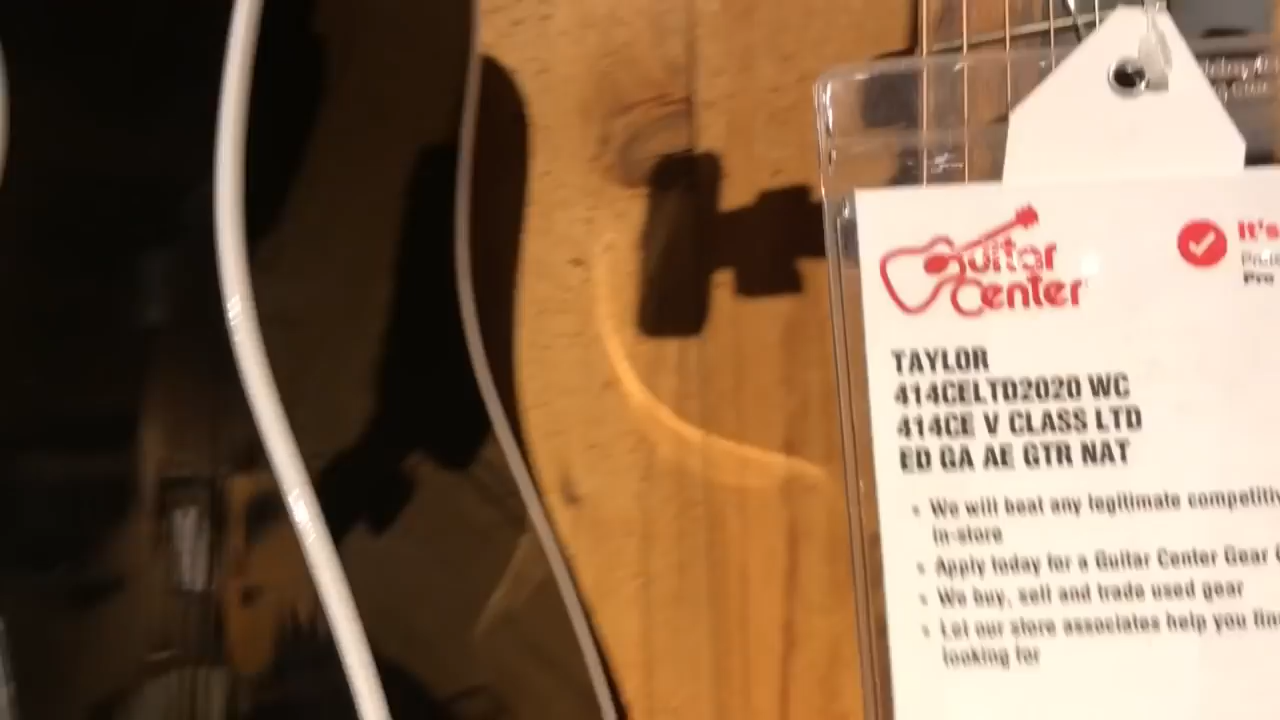 Guitar
Center
It's
Pro
TAYLOR
414CELTD2020 WC
414CE V CLASS LTD
ED GA AE GTR NAT
• We will beat any legitimate
in-store
• Apply today for a Guitar Center Gear
• We buy, sell and trade used gear
• Let our store associates help you
looking for